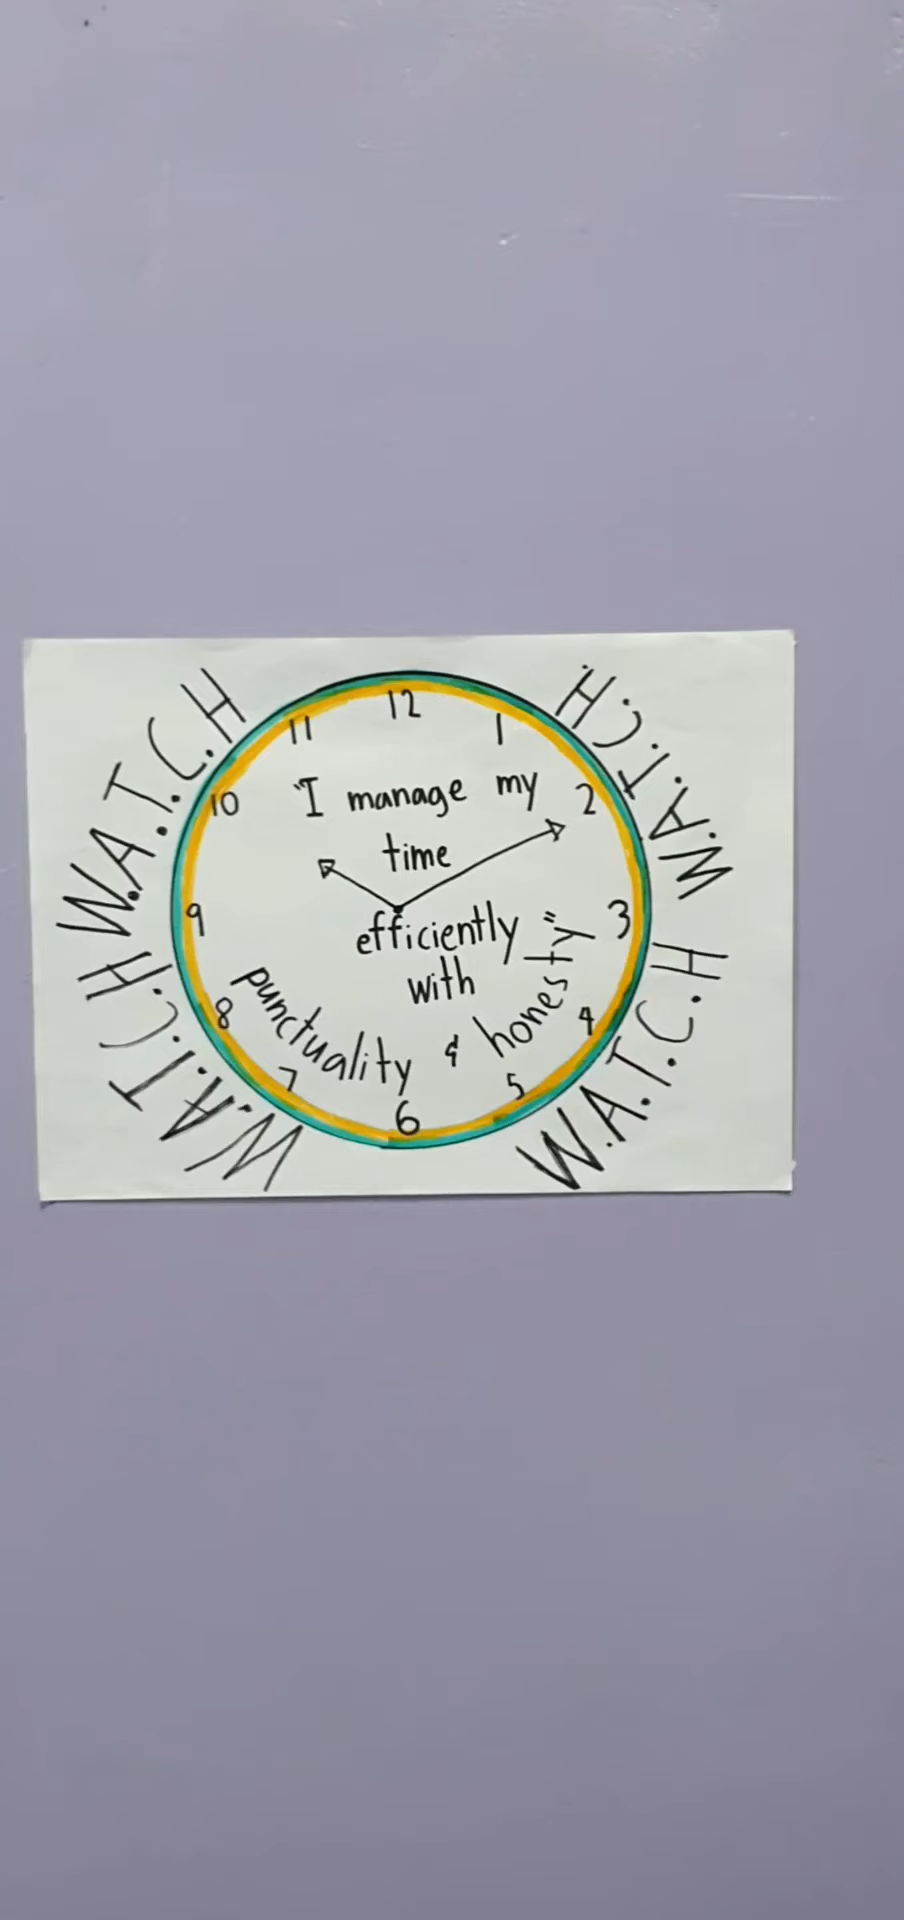 W.A.T.C.H
W.A.T.C.H
W.A.T.C.H
W.A.T.C.H
12
1
2
3
4
5
6
7
8
9
10
11
"I manage my
time
efficiently
with
punctuality & honesty"